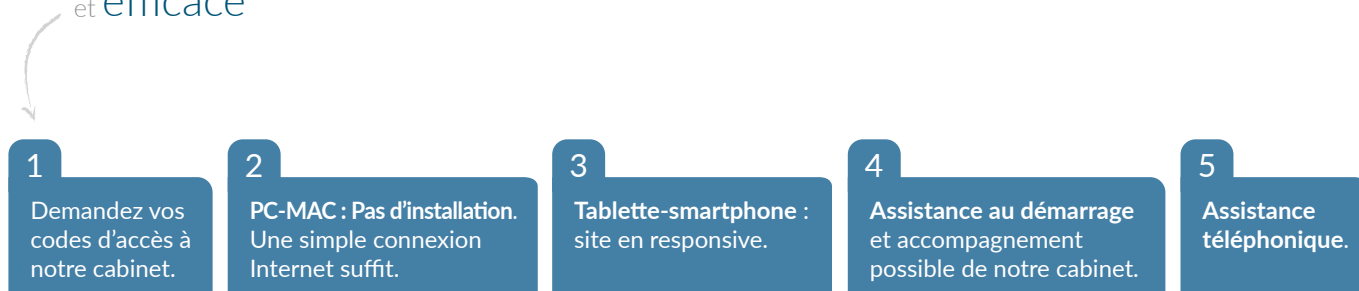 et efficace
1
Demandez vos
codes d'accès à
notre cabinet.
2
PC-MAC : Pas d'installation.
Une simple connexion
Internet suffit.
3
Tablette-smartphone :
site en responsive.
4
Assistance au démarrage
et accompagnement
possible de notre cabinet.
5
Assistance
téléphonique.